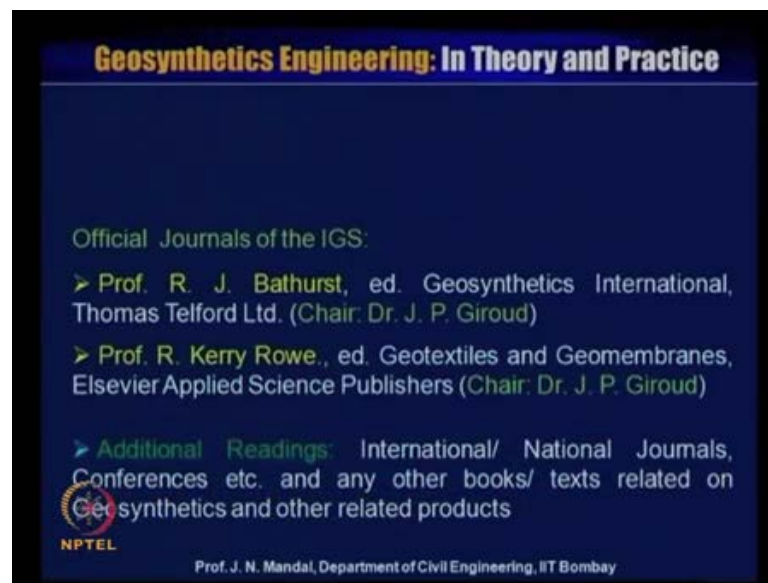 Geosynthetics Engineering: In Theory and Practice
Official Journals of the IGS:
➢ Prof. R. J. Bathurst, ed. Geosynthetics International,
Thomas Telford Ltd. (Chair: Dr. J. P. Giroud)
➢ Prof. R. Kerry Rowe., ed. Geotextiles and Geomembranes,
Elsevier Applied Science Publishers (Chair: Dr. J. P. Giroud)
➢ Additional Readings: International/ National Journals,
Conferences etc. and any other books/ texts related on
Geosynthetics and other related products
NPTEL
Prof. J. N. Mandal, Department of Civil Engineering, IIT Bombay